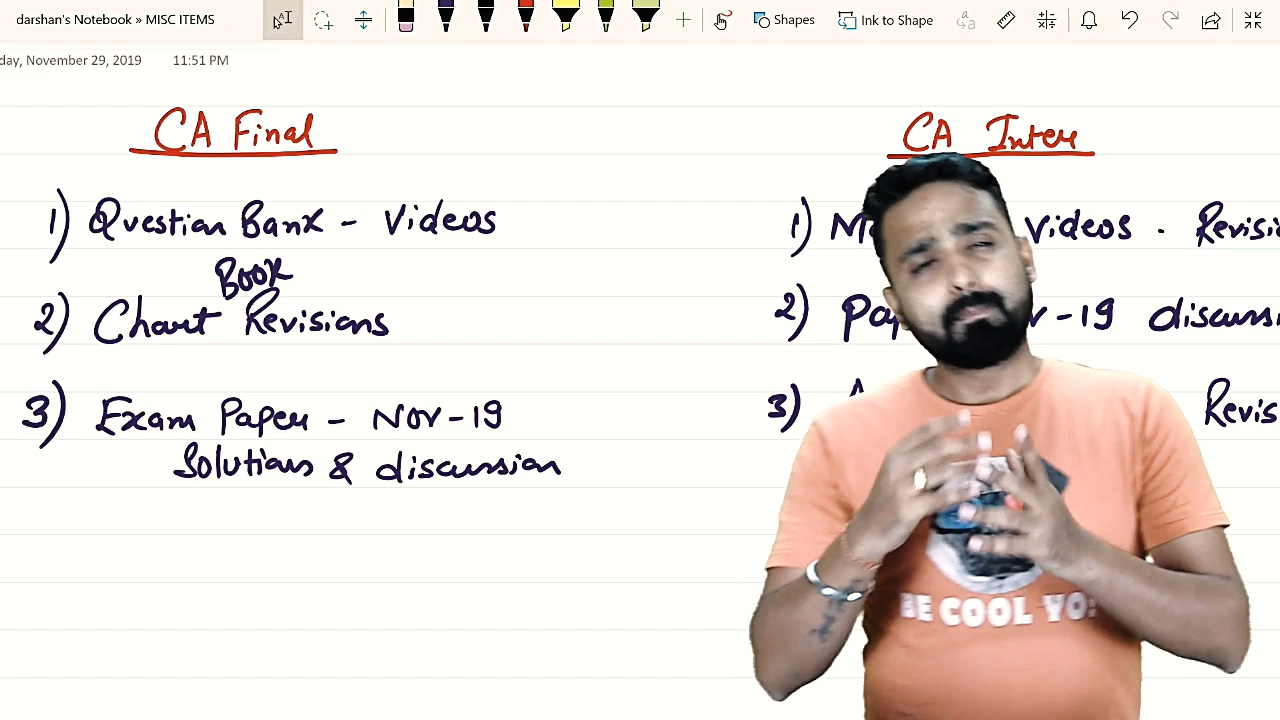 darshan's Notebook » MISC ITEMS
Ink to Shape
Shapes
day, November 29, 2019 11:51 PM
CA Final
1) Question Bank - Videos
Book
2) Chart Revisions
3) Exam Paper - Nov-19
Solutions & discussion
CA Inter
1) Videos. Revisi
2) -19 discussi
3) Revis
BE COOL YO!